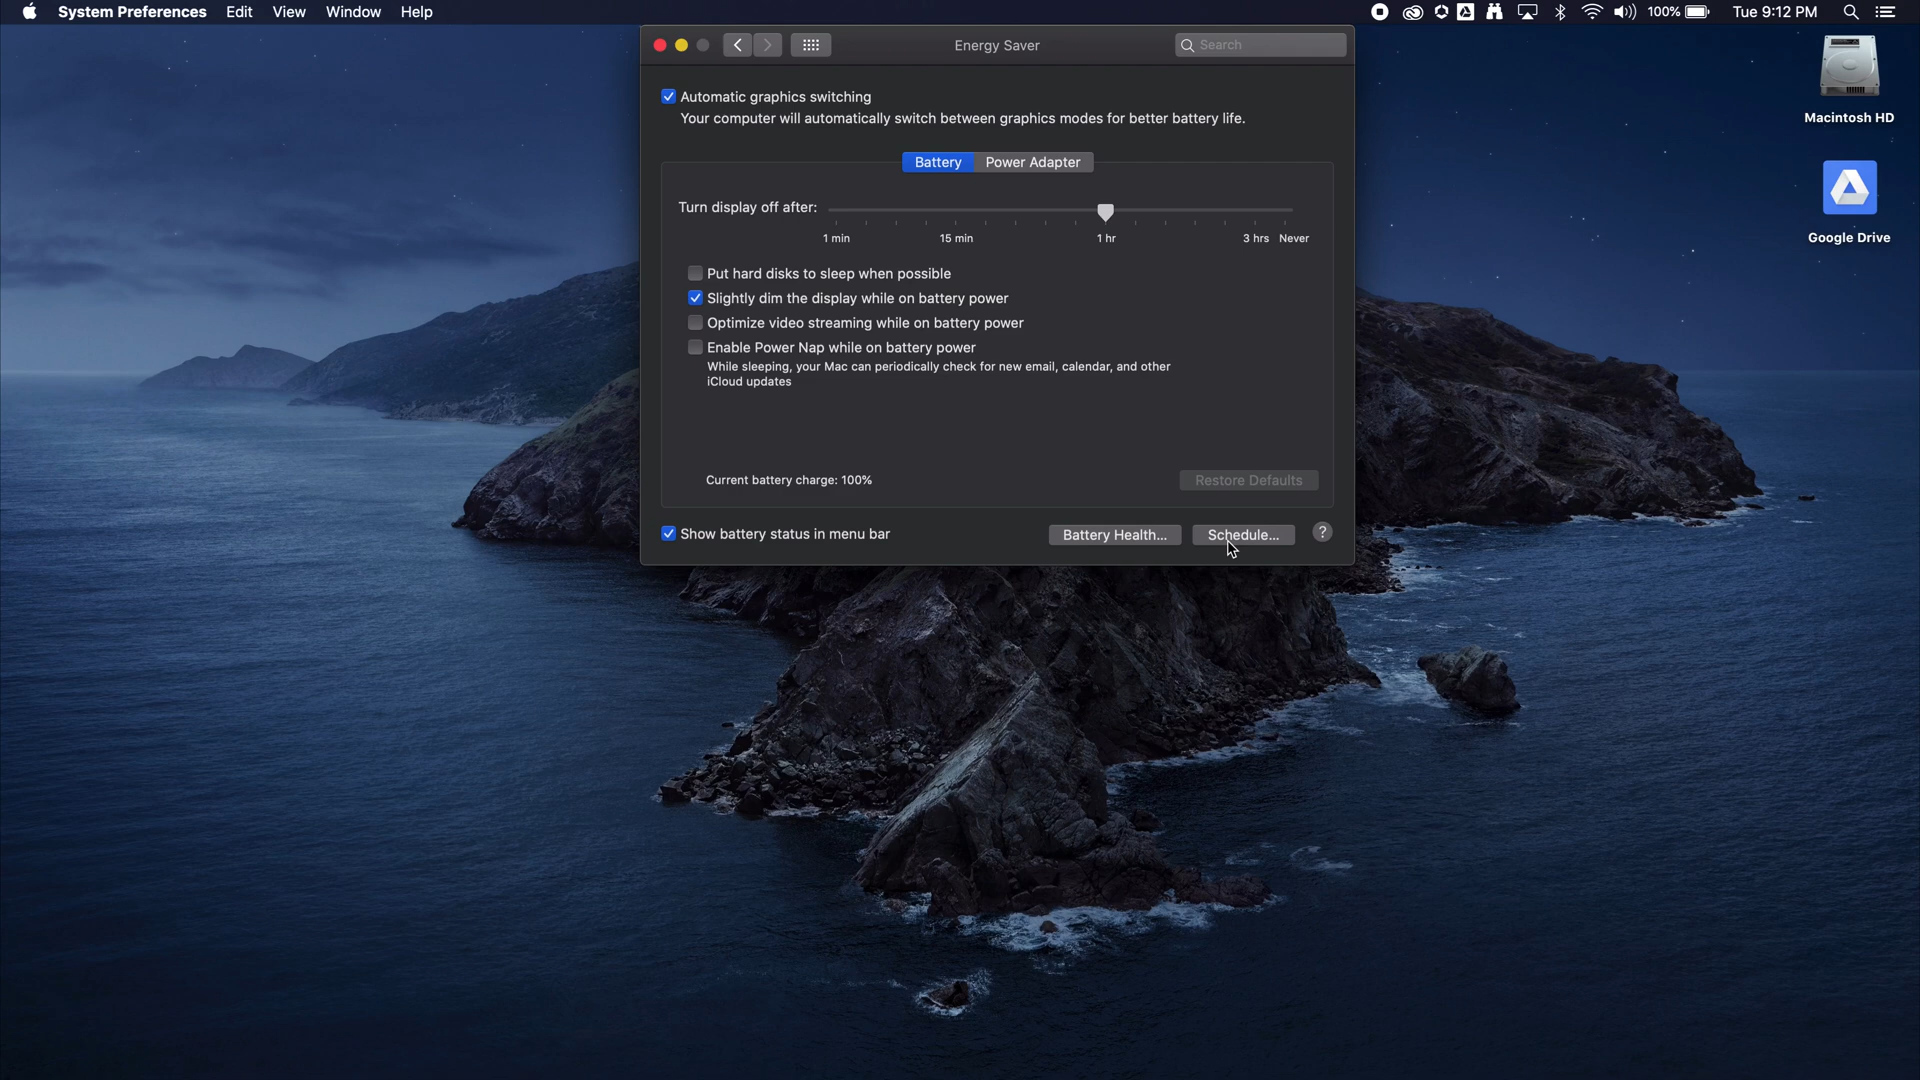 System Preferences Edit View Window Help 100% Tue 9:12 PM
Energy Saver Search
Automatic graphics switching
Your computer will automatically switch between graphics modes for better battery life.
Battery Power Adapter
Turn display off after:
1 min 15 min 1 hr 3 hrs Never
Put hard disks to sleep when possible
Slightly dim the display while on battery power
Optimize video streaming while on battery power
Enable Power Nap while on battery power
While sleeping, your Mac can periodically check for new email, calendar, and other
iCloud updates
Current battery charge: 100% Restore Defaults
Show battery status in menu bar Battery Health... Schedule... ?
Macintosh HD
Google Drive